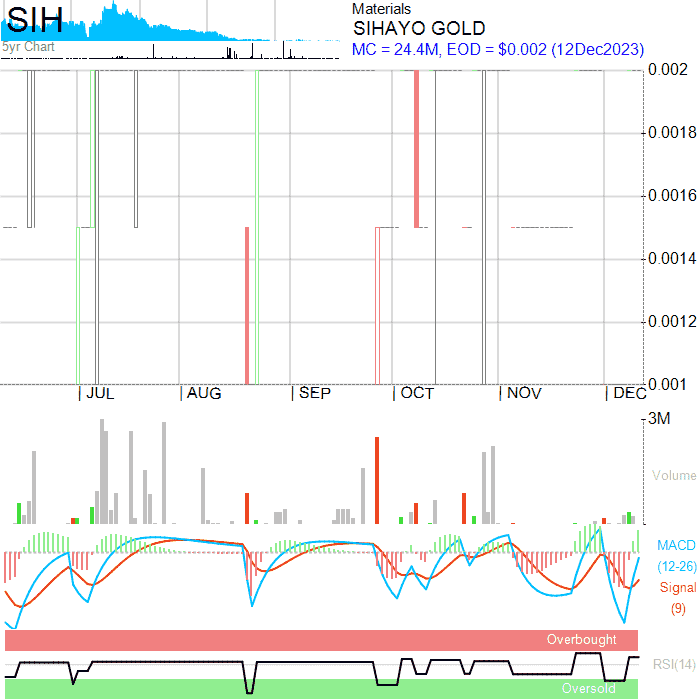 SIH
5yr Chart
Materials
SIHAYO GOLD
MC = 24.4M, EOD = $0.002 (12Dec2023)
0.002
0.0018
0.0016
0.0014
0.0012
0.001
JUL AUG SEP OCT NOV DEC
3M
Volume
MACD
(12-26)
Signal
(9)
Overbought
RSI(14)
Oversold